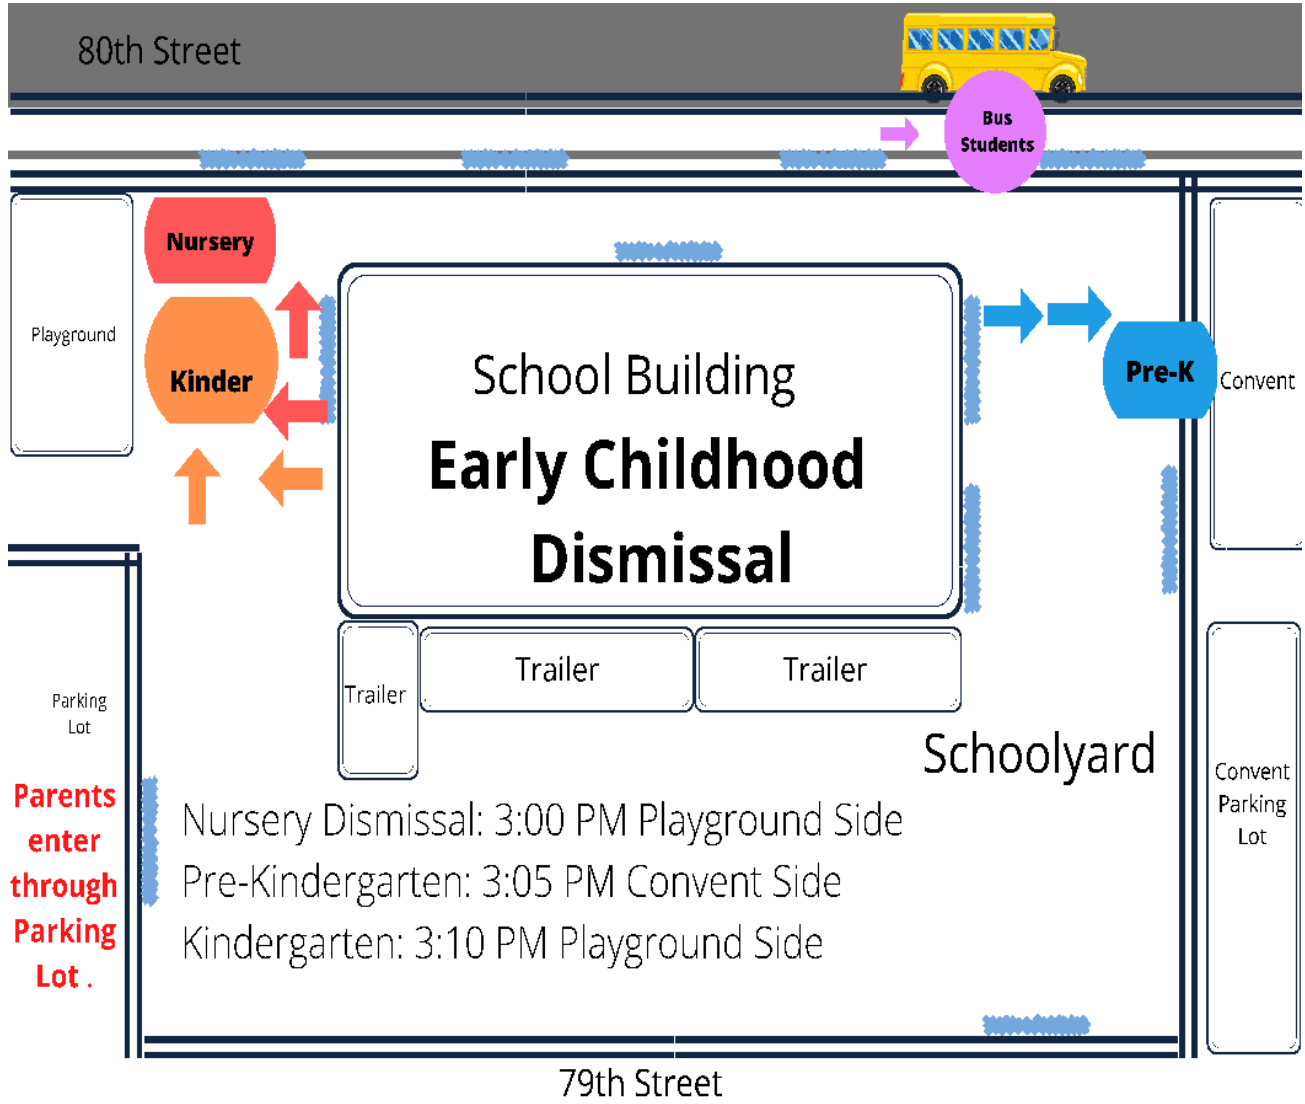 80th Street
Bus
Students
Nursery
Playground
Kinder
School Building
Early Childhood
Dismissal
Pre-K
Convent
Trailer
Trailer
Trailer
Parking
Lot
Schoolyard
Convent
Parking
Lot
Parents
enter
through
Parking
Lot .
Nursery Dismissal: 3:00 PM Playground Side
Pre-Kindergarten: 3:05 PM Convent Side
Kindergarten: 3:10 PM Playground Side
79th Street